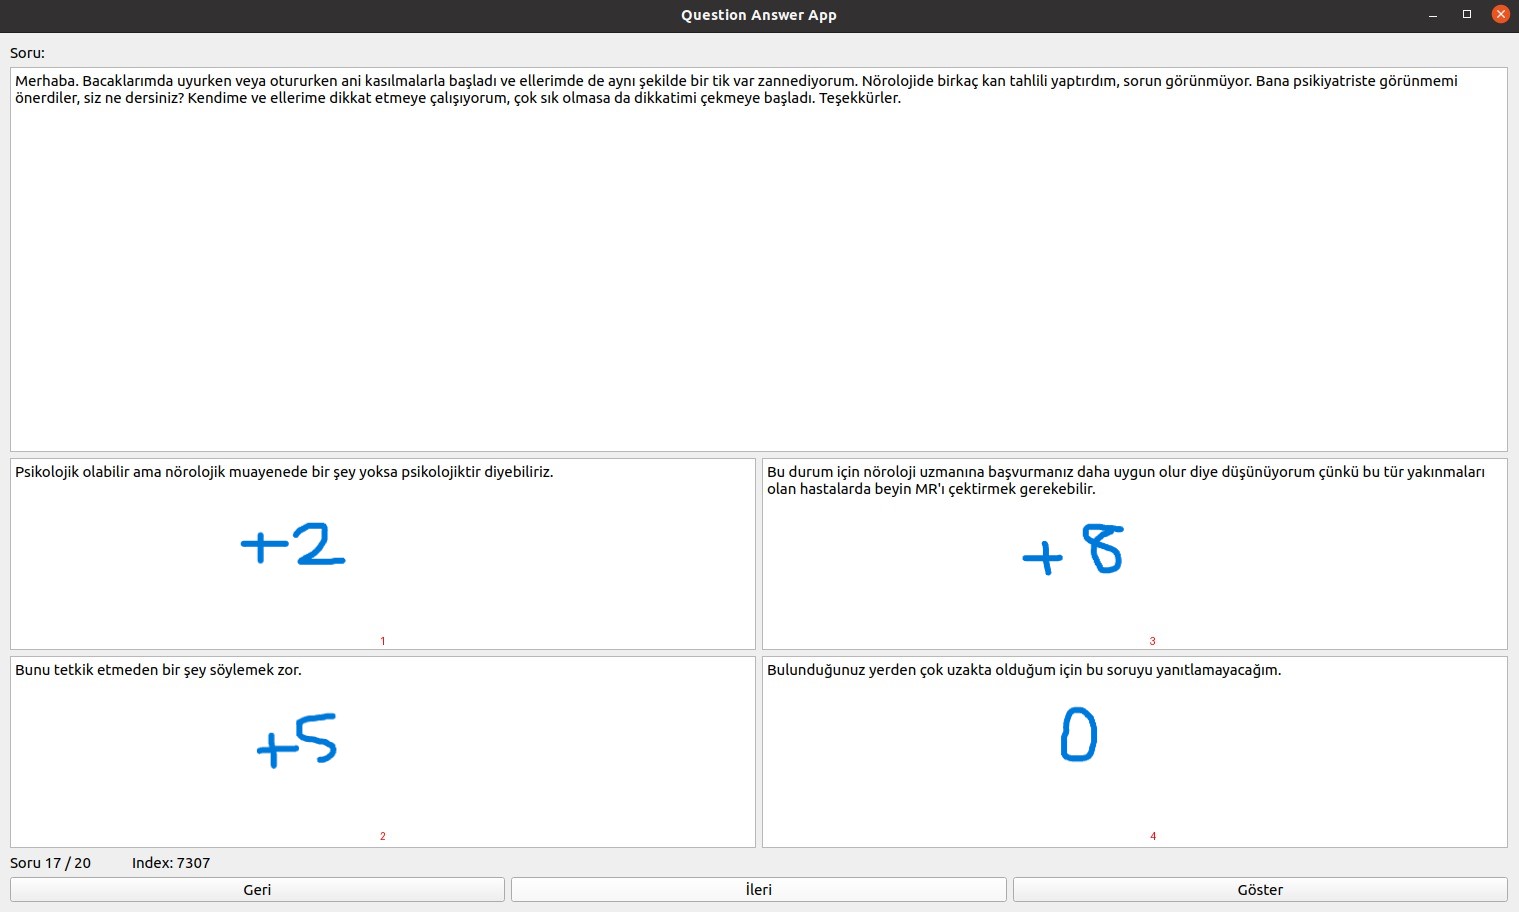 Question Answer App
Soru:
Merhaba. Bacaklarımda uyurken veya otururken ani kasılmalarla başladı ve ellerimde de aynı şekilde bir tik var zannediyorum. Nörolojide birkaç kan tahlili yaptırdım, sorun görünmüyor. Bana psikiyatriste görünmemi
önerdiler, siz ne dersiniz? Kendime ve ellerime dikkat etmeye çalışıyorum, çok sık olmasa da dikkatimi çekmeye başladı. Teşekkürler.
Psikolojik olabilir ama nörolojik muayenede bir şey yoksa psikolojiktir diyebiliriz.
+2
1
Bu durum için nöroloji uzmanına başvurmanız daha uygun olur diye düşünüyorum çünkü bu tür yakınmaları
olan hastalarda beyin MR'ı çektirmek gerekebilir.
+8
3
Bunu tetkik etmeden bir şey söylemek zor.
+5
2
Bulunduğunuz yerden çok uzakta olduğum için bu soruyu yanıtlamayacağım.
0
4
Soru 17 / 20 Index: 7307
Geri İleri Göster